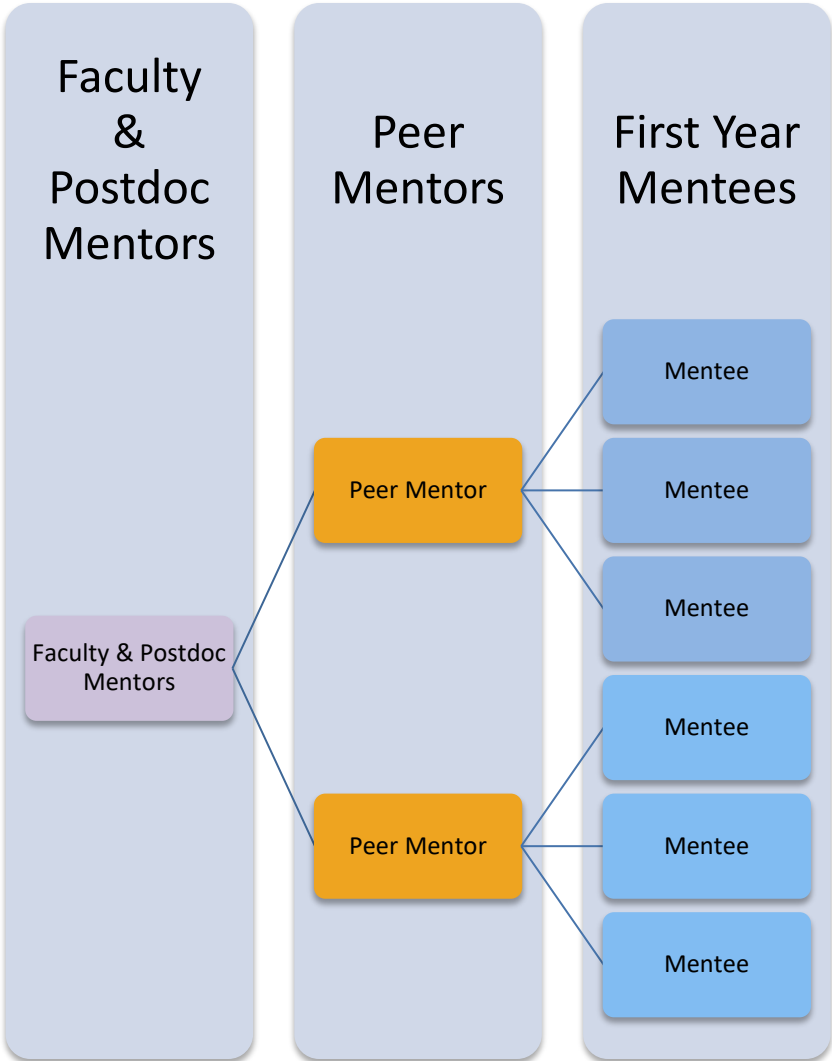 Faculty
&
Postdoc
Mentors
Peer
Mentors
First Year
Mentees
Faculty & Postdoc
Mentors
Peer Mentor
Peer Mentor
Mentee
Mentee
Mentee
Mentee
Mentee
Mentee